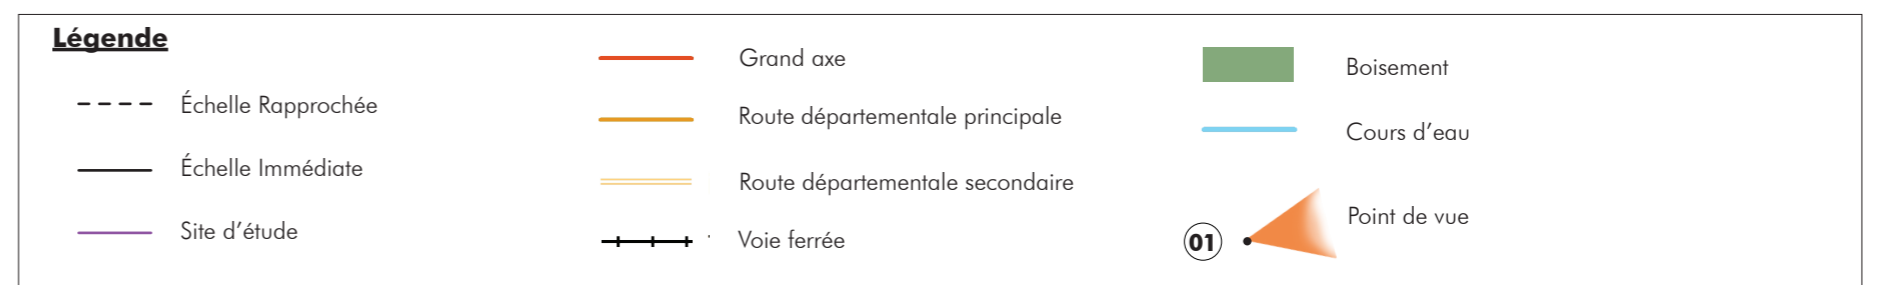 Légende
Échelle Rapprochée
Échelle Immédiate
Site d’étude
Grand axe
Route départementale principale
Route départementale secondaire
Voie ferrée
Boisement
Cours d’eau
01 Point de vue